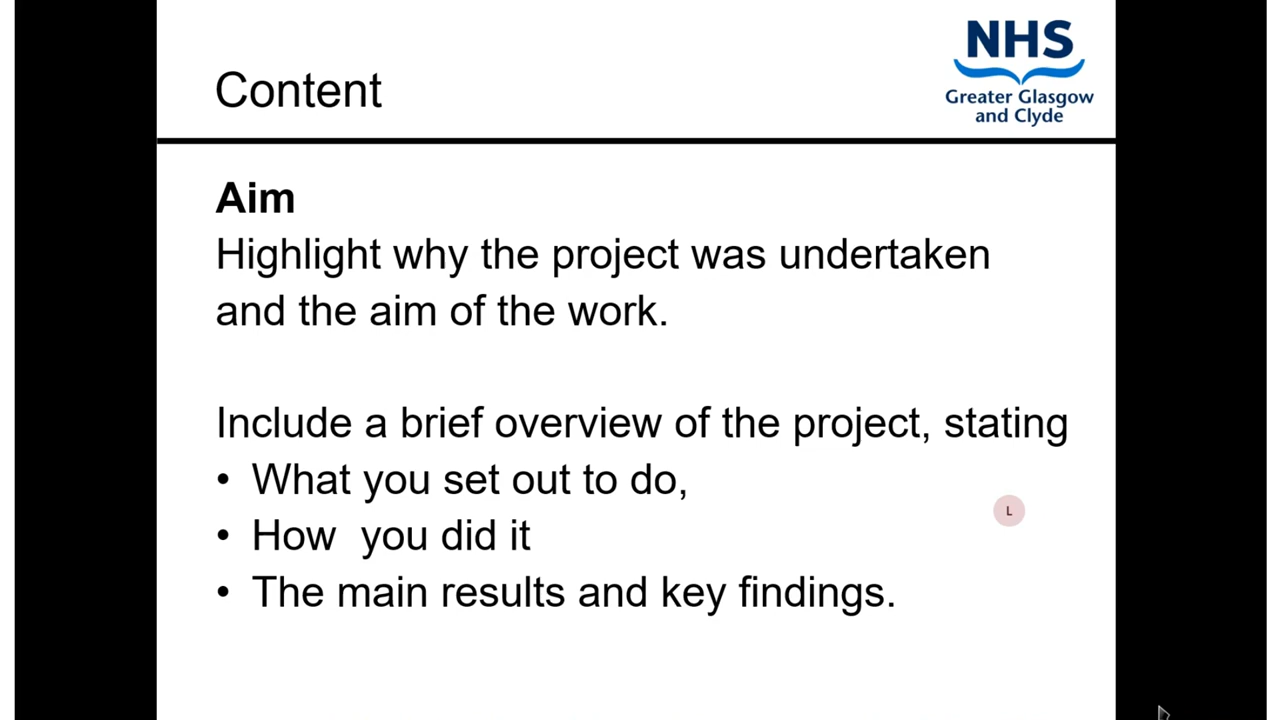 Content
NHS
Greater Glasgow
and Clyde
Aim
Highlight why the project was undertaken
and the aim of the work.
Include a brief overview of the project, stating
• What you set out to do,
• How  you did it
L
• The main results and key findings.